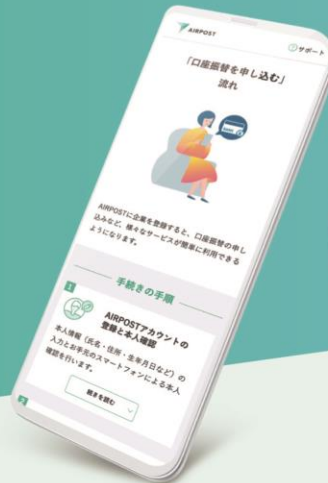 AIRPOST
サポート
「口座振替を申し込む」
流れ
AIRPOSTに企業を登録すると、口座振替の申し
込みなど、様々なサービスが簡単に利用できる
ようになります。
手続きの手順
1
AIRPOSTアカウントの
登録と本人確認
本人情報（氏名・住所・生年月日など）の
入力とお手元のスマートフォンによる本人
確認を行います。
続きを読む
2